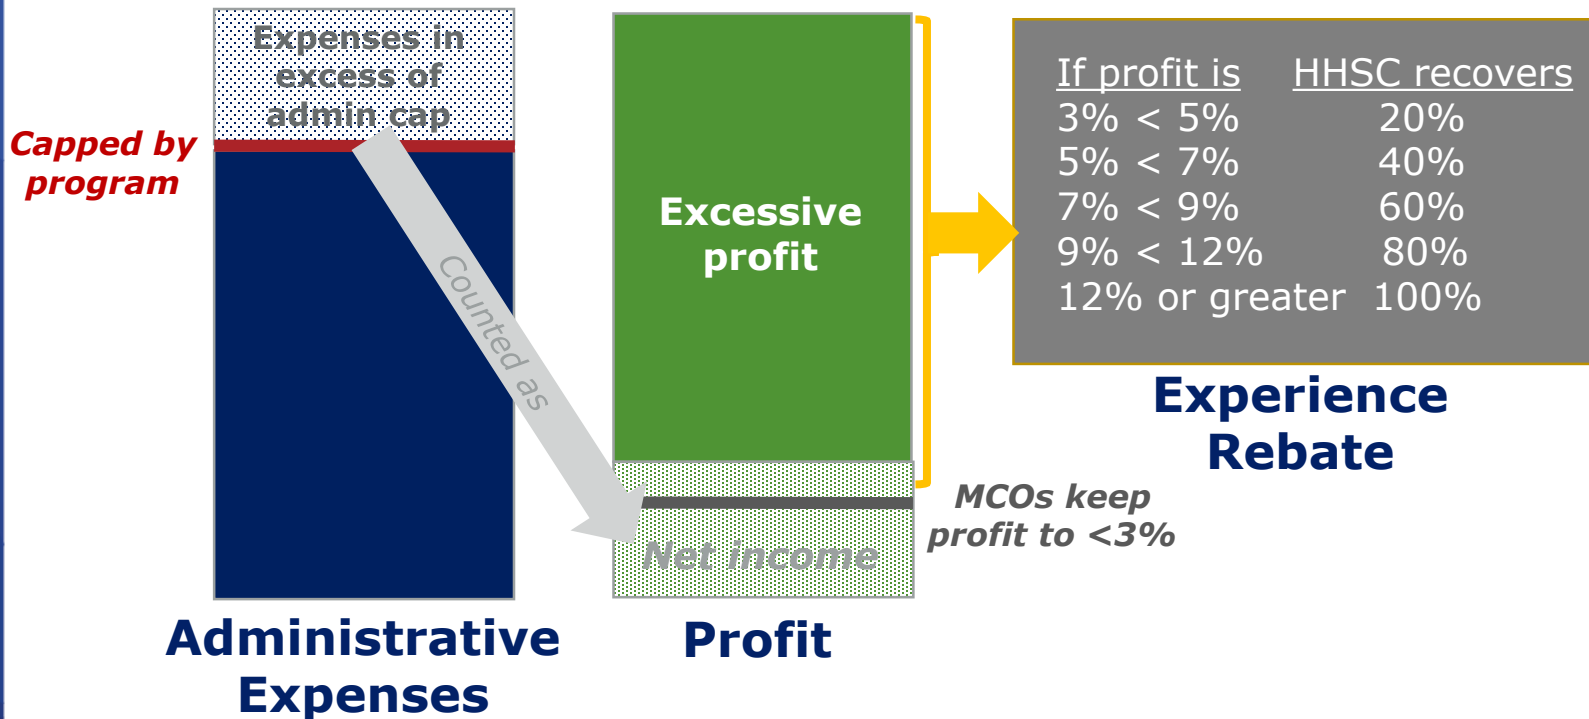 Expenses in
excess of
admin cap
Capped by
program
Counted as
Administrative
Expenses
Excessive
profit
Net income
Profit
MCOs keep
profit to <3%
If profit is HHSC recovers
3% < 5% 20%
5% < 7% 40%
7% < 9% 60%
9% < 12% 80%
12% or greater 100%
Experience
Rebate